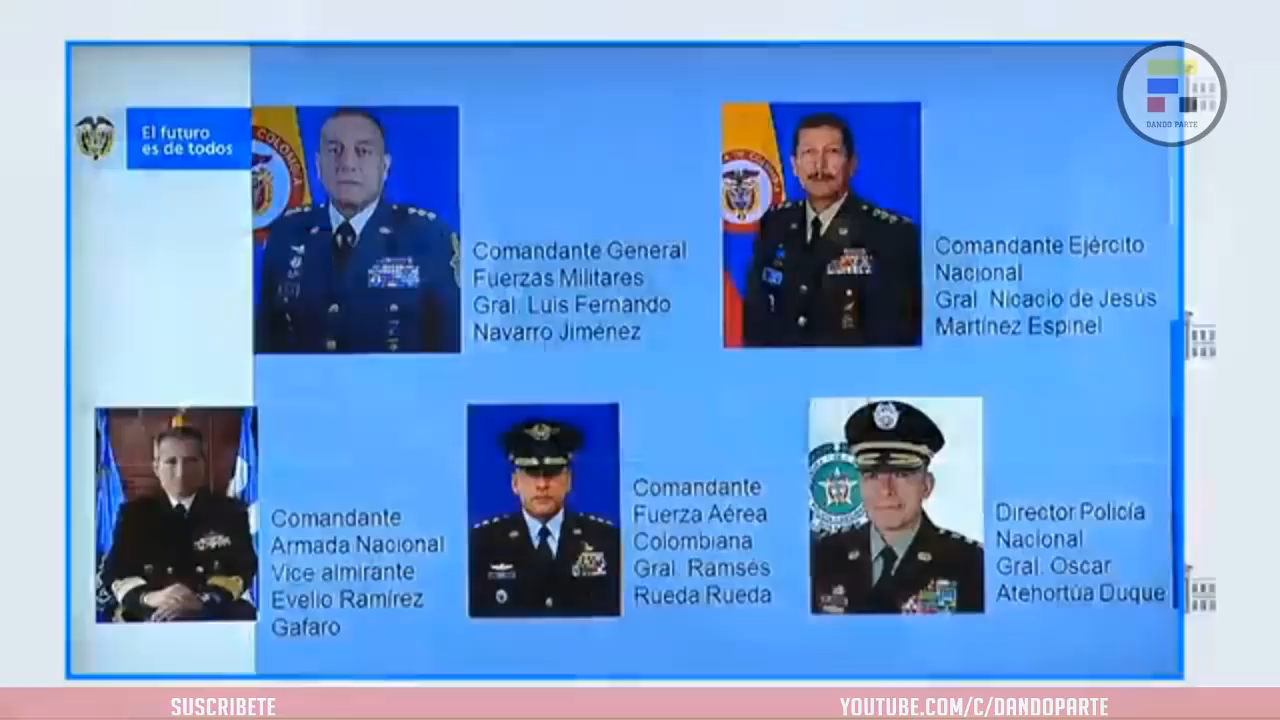 El futuro
es de todos
DANDO PARTE
COLOMBIA
Comandante General
Fuerzas Militares
Gral. Luis Fernando
Navarro Jiménez
Comandante Ejército
Nacional
Gral. Nicacio de Jesús
Martínez Espinel
Comandante
Armada Nacional
Vice almirante
Evelio Ramírez
Gafaro
Comandante
Fuerza Aérea
Colombiana
Gral. Ramsés
Rueda Rueda
Director Policía
Nacional
Gral. Oscar
Atehortúa Duque
SUSCRIBETE
YOUTUBE.COM/C/DANDOPARTE